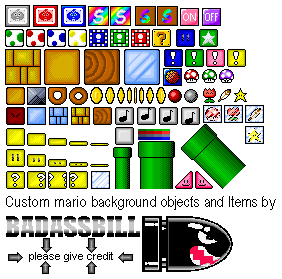 S S S S ON OFF
?
! ! ! !
? ? ?
Custom mario background objects and Items by
BADASSBILL
please give credit